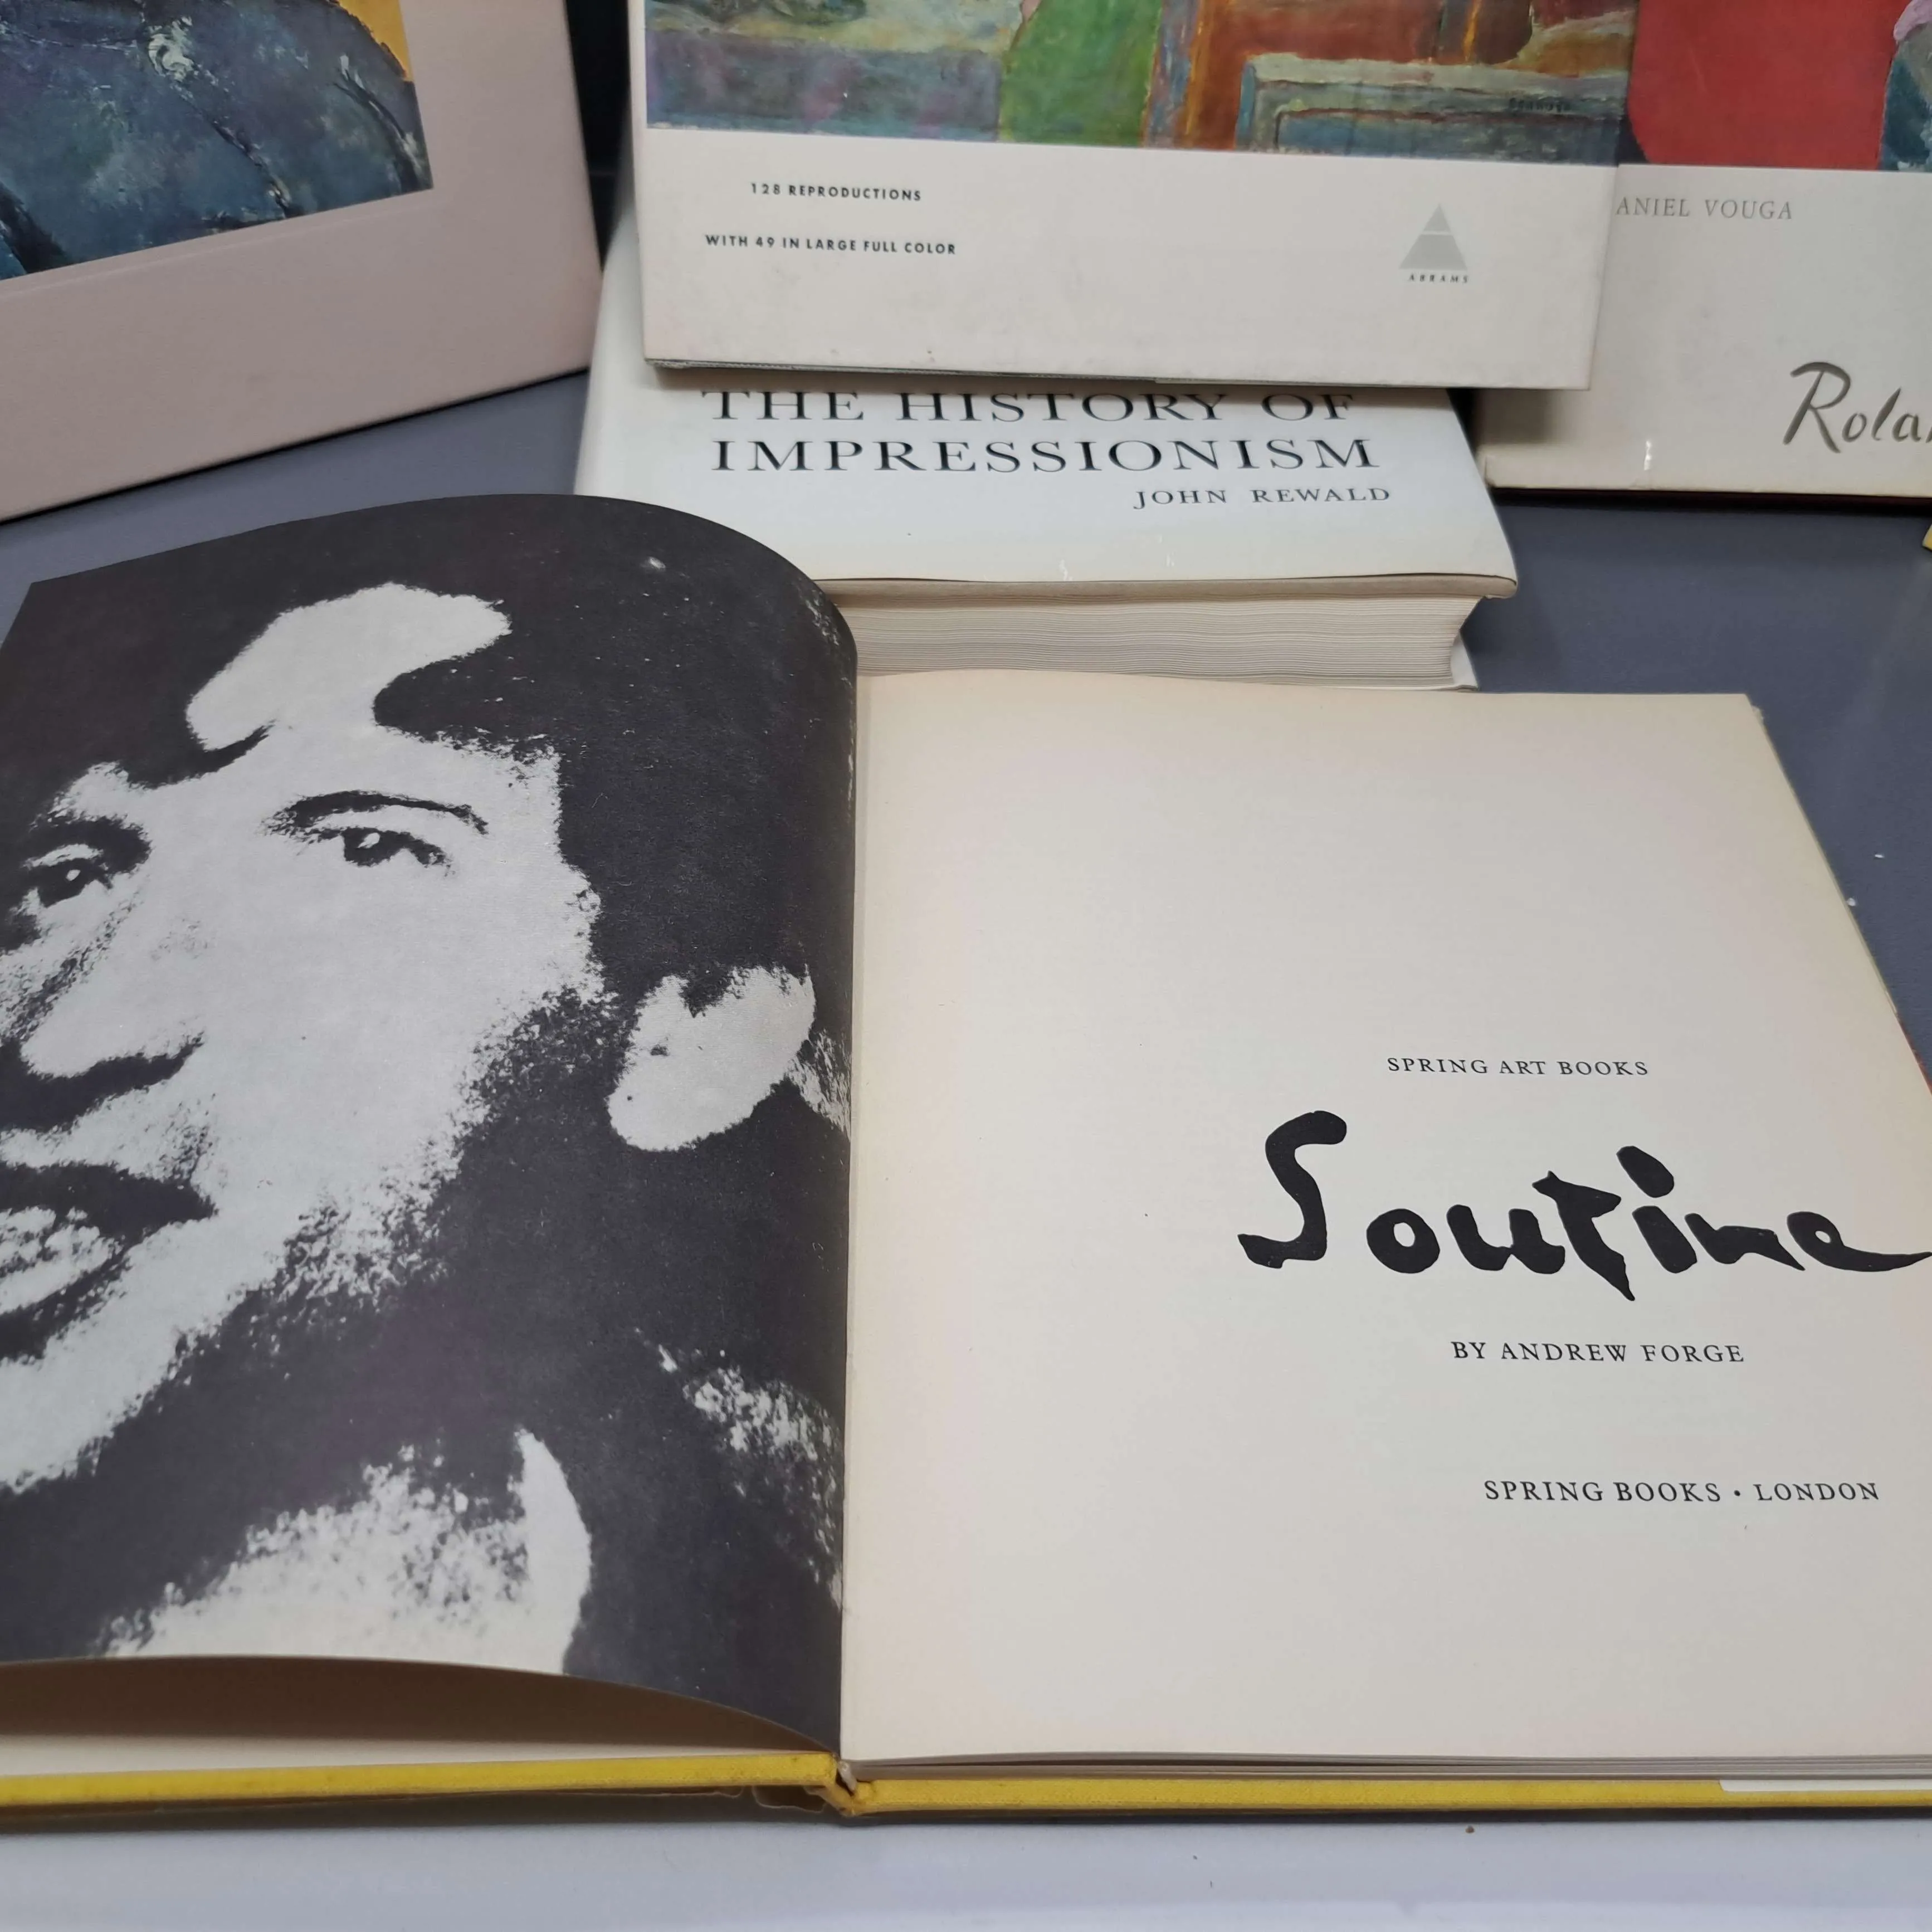 128 REPRODUCTIONS
WITH 49 IN LARGE FULL COLOR
ABRAMS
ANIEL VOUGA
Rola
THE HISTORY OF
IMPRESSIONISM
JOHN REWALD
SPRING ART BOOKS
Soutine
BY ANDREW FORGE
SPRING BOOKS • LONDON